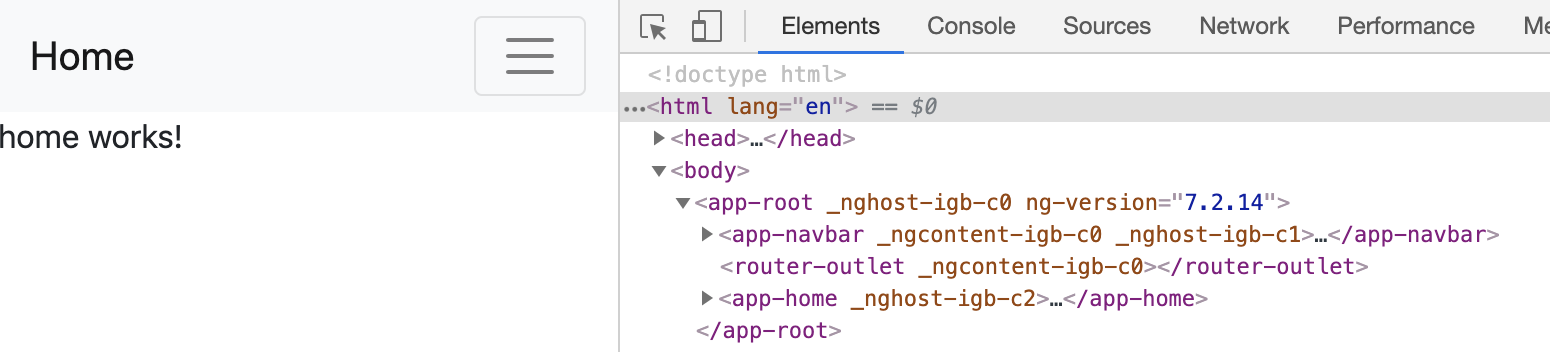 Home
home works!
Elements Console Sources Network Performance Me
<!doctype html>
…<html lang="en"> == $0
▶<head>…</head>
▼<body>
▼<app-root _nghost-igb-c0 ng-version="7.2.14">
▶<app-navbar _ngcontent-igb-c0 _nghost-igb-c1>…</app-navbar>
<router-outlet _ngcontent-igb-c0></router-outlet>
▶<app-home _nghost-igb-c2>…</app-home>
</app-root>